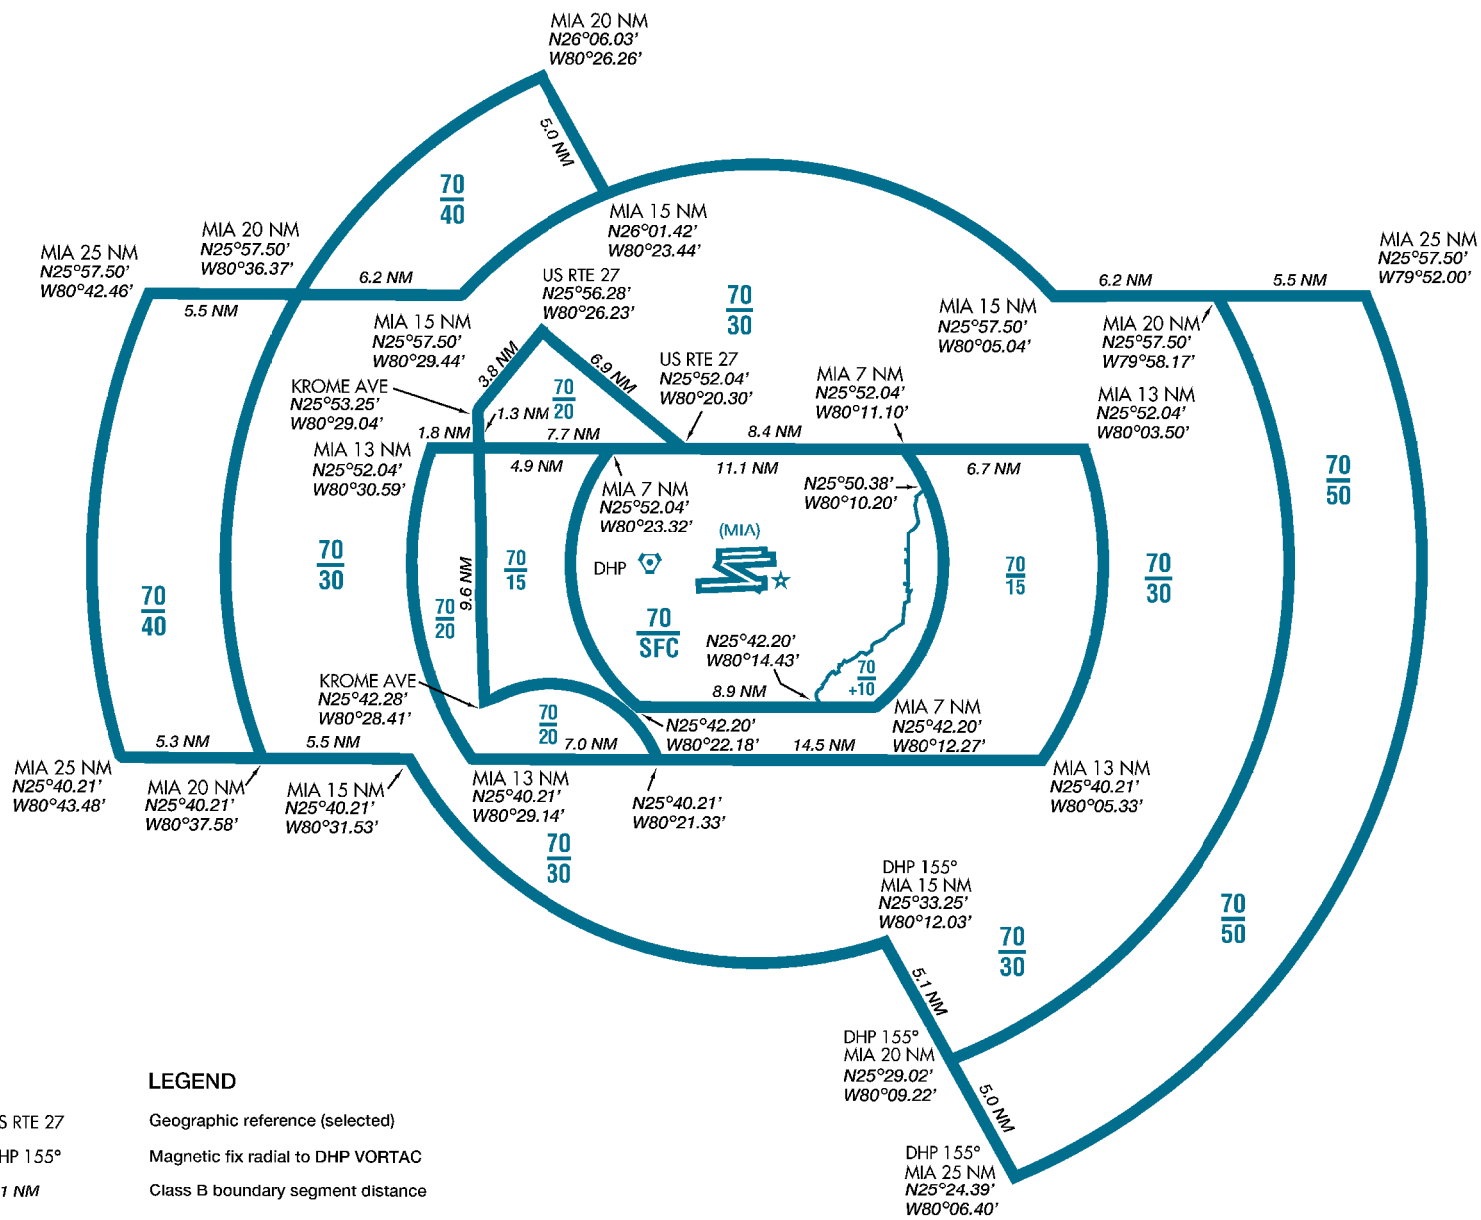 MIA 20 NM
N26°06.03'
W80°26.26'
5.0 NM
70
40
MIA 15 NM
N26°01.42'
W80°23.44'
MIA 20 NM
N25°57.50'
W80°36.37'
MIA 25 NM
N25°57.50'
W80°42.46'
6.2 NM
5.5 NM
US RTE 27
N25°56.28'
W80°26.23'
70
30
MIA 15 NM
N25°57.50'
W80°29.44'
MIA 15 NM
N25°57.50'
W80°05.04'
6.2 NM
5.5 NM
MIA 25 NM
N25°57.50'
W79°52.00'
MIA 20 NM
N25°57.50'
W79°58.17'
3.8 NM
6.9 NM
US RTE 27
N25°52.04'
W80°20.30'
MIA 7 NM
N25°52.04'
W80°11.10'
MIA 13 NM
N25°52.04'
W80°03.50'
KROME AVE
N25°53.25'
W80°29.04'
70
20
1.3 NM
1.8 NM
7.7 NM
8.4 NM
MIA 13 NM
N25°52.04'
W80°30.59'
4.9 NM
11.1 NM
6.7 NM
70
50
MIA 7 NM
N25°52.04'
W80°23.32'
N25°50.38'
W80°10.20'
(MIA)
DHP
70
30
9.6 NM
70
15
70
15
70
30
70
40
70
20
70
SFC
N25°42.20'
W80°14.43'
70
+10
KROME AVE
N25°42.28'
W80°28.41'
8.9 NM
MIA 7 NM
N25°42.20'
W80°12.27'
70
20
N25°42.20'
W80°22.18'
5.3 NM
5.5 NM
7.0 NM
14.5 NM
MIA 25 NM
N25°40.21'
W80°43.48'
MIA 20 NM
N25°40.21'
W80°37.58'
MIA 15 NM
N25°40.21'
W80°31.53'
MIA 13 NM
N25°40.21'
W80°29.14'
N25°40.21'
W80°21.33'
MIA 13 NM
N25°40.21'
W80°05.33'
70
30
DHP 155°
MIA 15 NM
N25°33.25'
W80°12.03'
70
30
70
50
5.1 NM
DHP 155°
MIA 20 NM
N25°29.02'
W80°09.22'
5.0 NM
DHP 155°
MIA 25 NM
N25°24.39'
W80°06.40'
LEGEND
S RTE 27 Geographic reference (selected)
HP 155° Magnetic fix radial to DHP VORTAC
1 NM Class B boundary segment distance